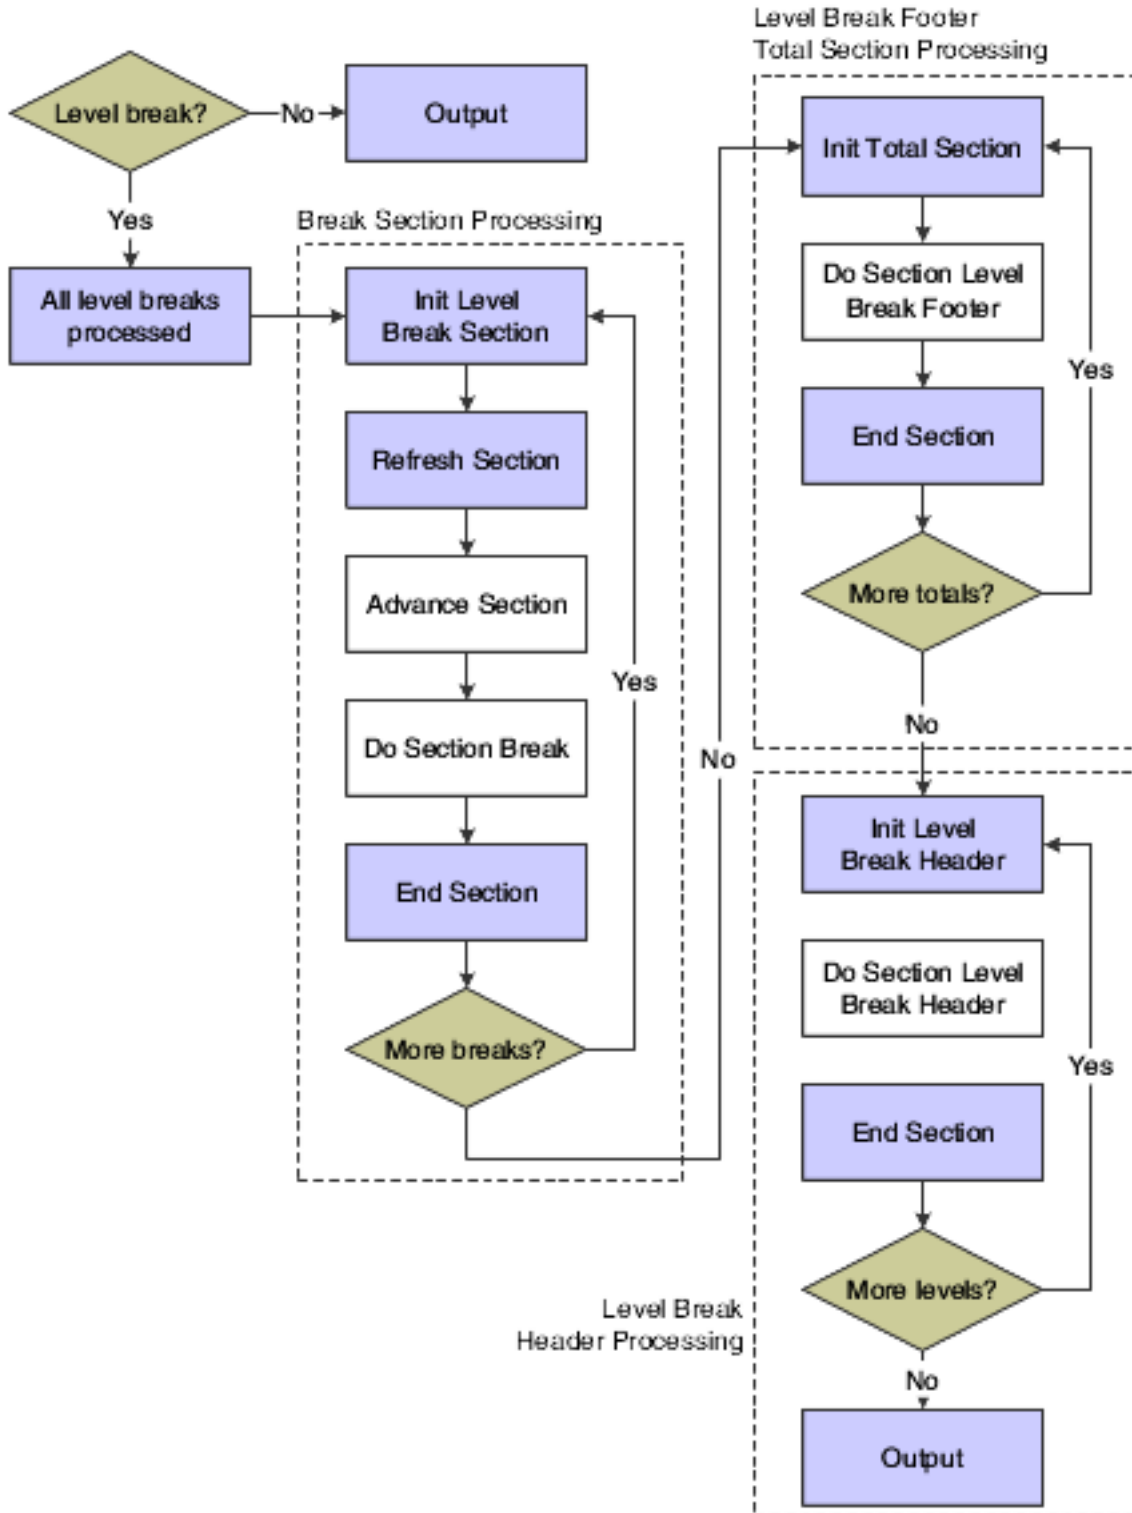 Level break?
No
Output
Yes
All level breaks
processed
Break Section Processing
Init Level
Break Section
Refresh Section
Advance Section
Do Section Break
End Section
More breaks?
Yes
No
Level Break Footer
Total Section Processing
Init Total Section
Do Section Level
Break Footer
End Section
More totals?
Yes
No
Level Break
Header Processing
Init Level
Break Header
Do Section Level
Break Header
End Section
More levels?
Yes
No
Output